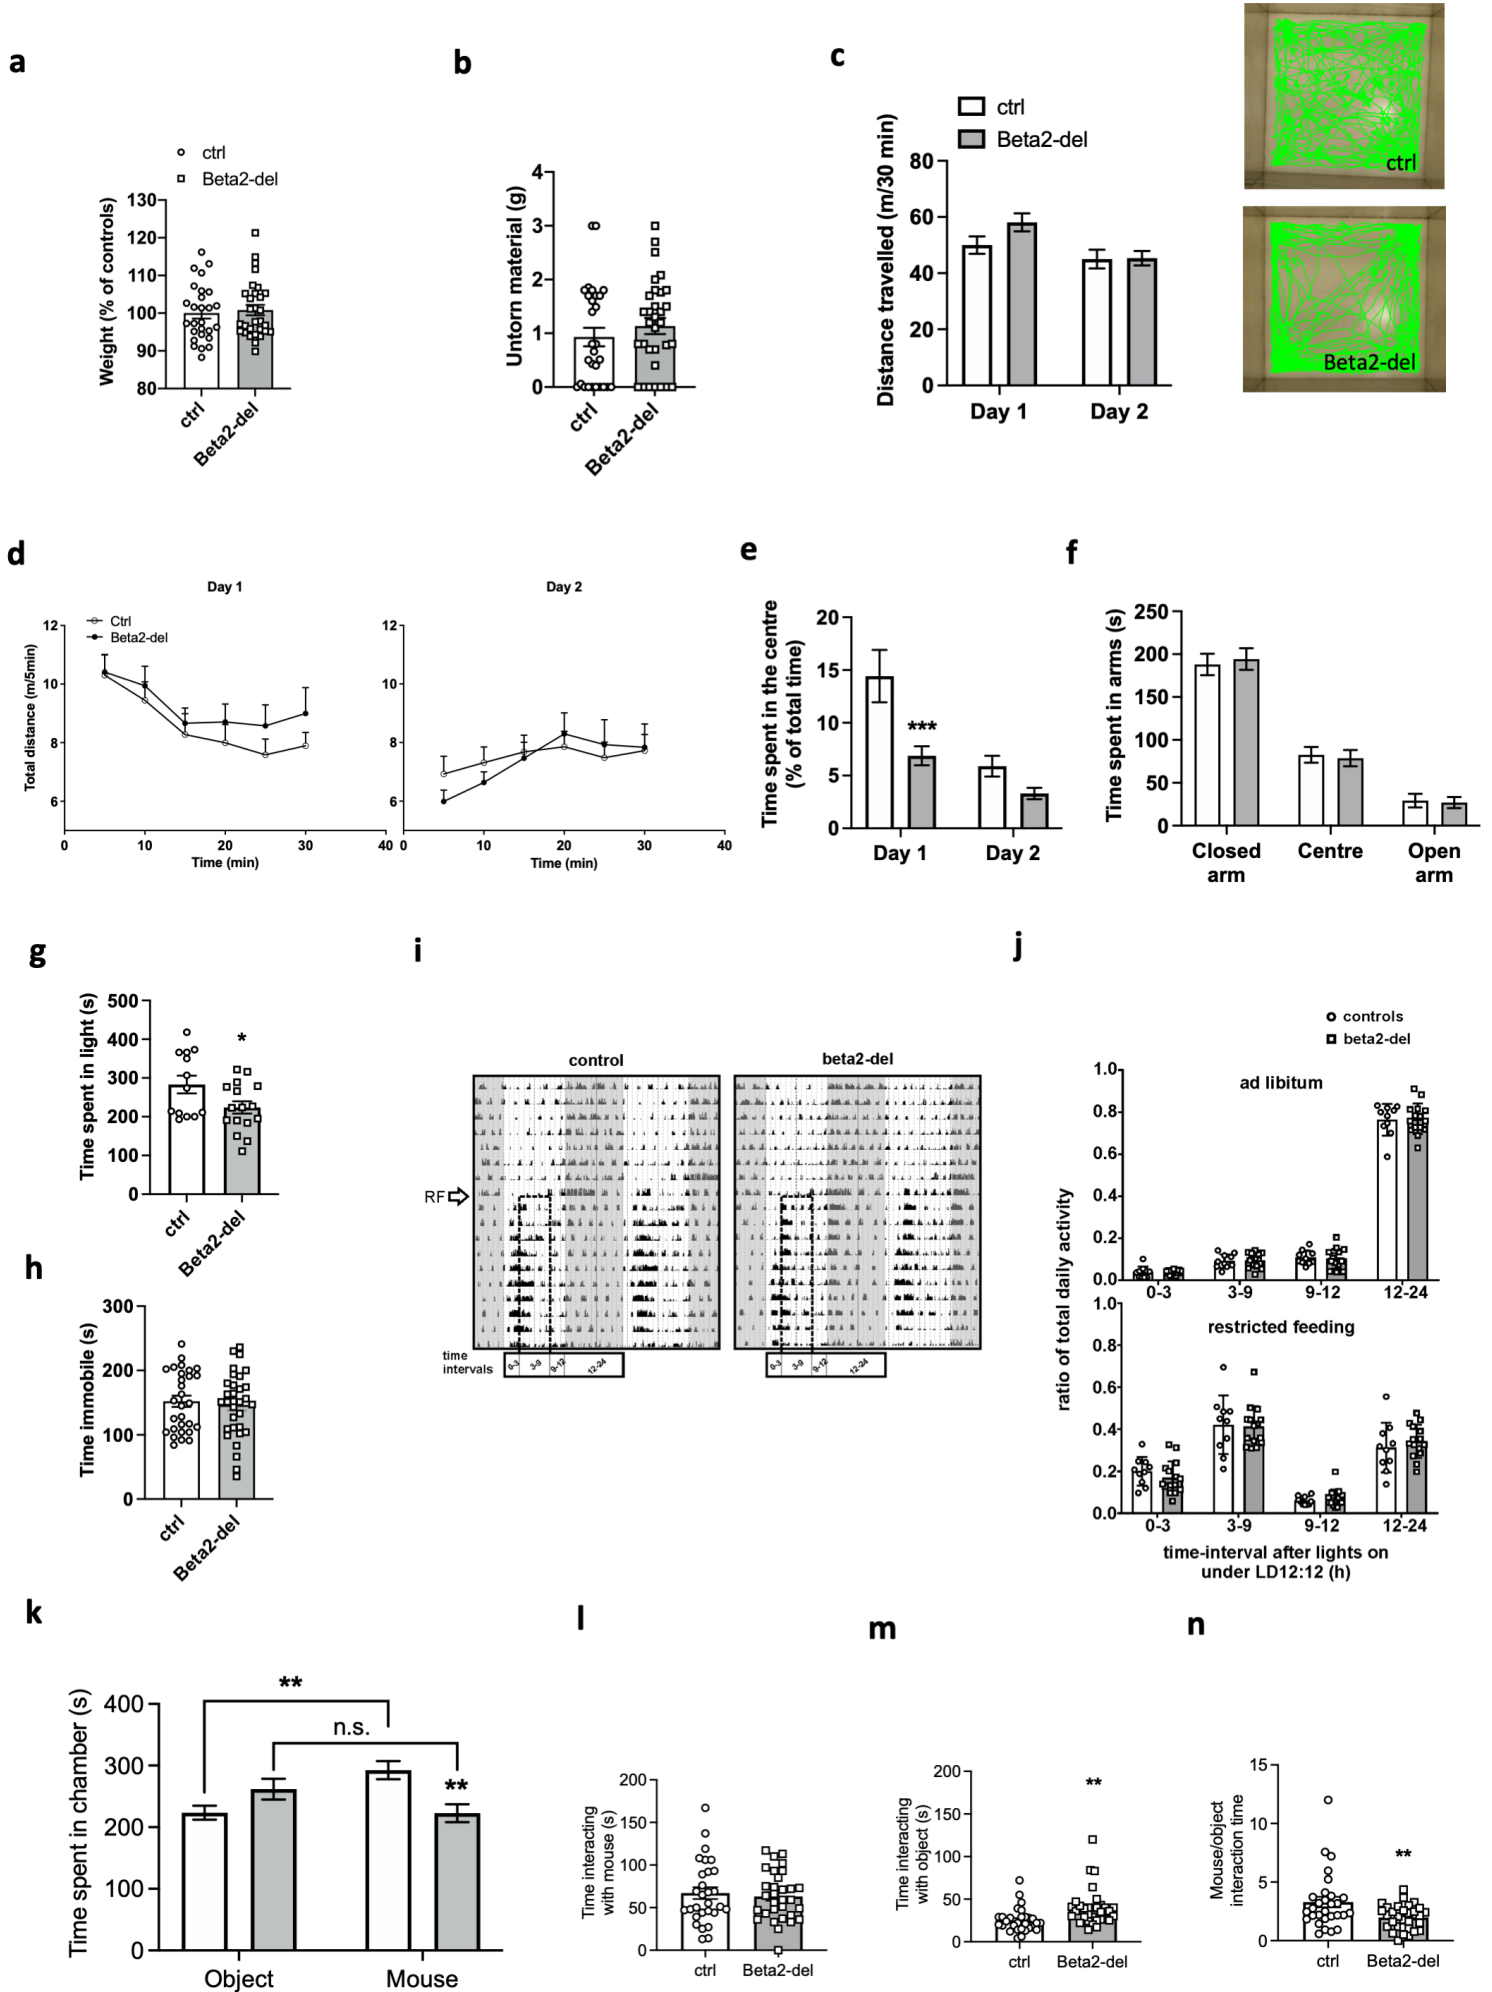 a
ctrl
Beta2-del
Weight (% of controls)
130
120
110
100
90
80
ctrl
Beta2-del
b
Untorn material (g)
4
3
2
1
0
ctrl
Beta2-del
c
ctrl
Beta2-del
Distance travelled (m/30 min)
80
60
40
20
0
Day 1
Day 2
ctrl
Beta2-del
d
Day 1
Ctrl
Beta2-del
Total distance (m/5min)
12
10
8
6
0
10
20
30
40
Time (min)
Day 2
12
10
8
6
0
10
20
30
40
Time (min)
e
Time spent in the centre
(% of total time)
20
15
10
5
0
***
Day 1
Day 2
f
Time spent in arms (s)
250
200
150
100
50
0
Closed
arm
Centre
Open
arm
g
Time spent in light (s)
500
400
300
200
100
0
*
ctrl
Beta2-del
h
Time immobile (s)
300
200
100
0
ctrl
Beta2-del
i
control
beta2-del
RF
time
intervals
0-3
3-9
9-12
12-24
0-3
3-9
9-12
12-24
j
controls
beta2-del
ratio of total daily activity
ad libitum
1.0
0.8
0.6
0.4
0.2
0.0
0-3
3-9
9-12
12-24
restricted feeding
1.0
0.8
0.6
0.4
0.2
0.0
0-3
3-9
9-12
12-24
time-interval after lights on
under LD12:12 (h)
k
Time spent in chamber (s)
400
300
200
100
0
**
n.s.
**
Object
Mouse
l
Time interacting
with mouse (s)
200
150
100
50
0
ctrl
Beta2-del
m
Time interacting
with object (s)
200
150
100
50
0
**
ctrl
Beta2-del
n
Mouse/object
interaction time
15
10
5
0
**
ctrl
Beta2-del